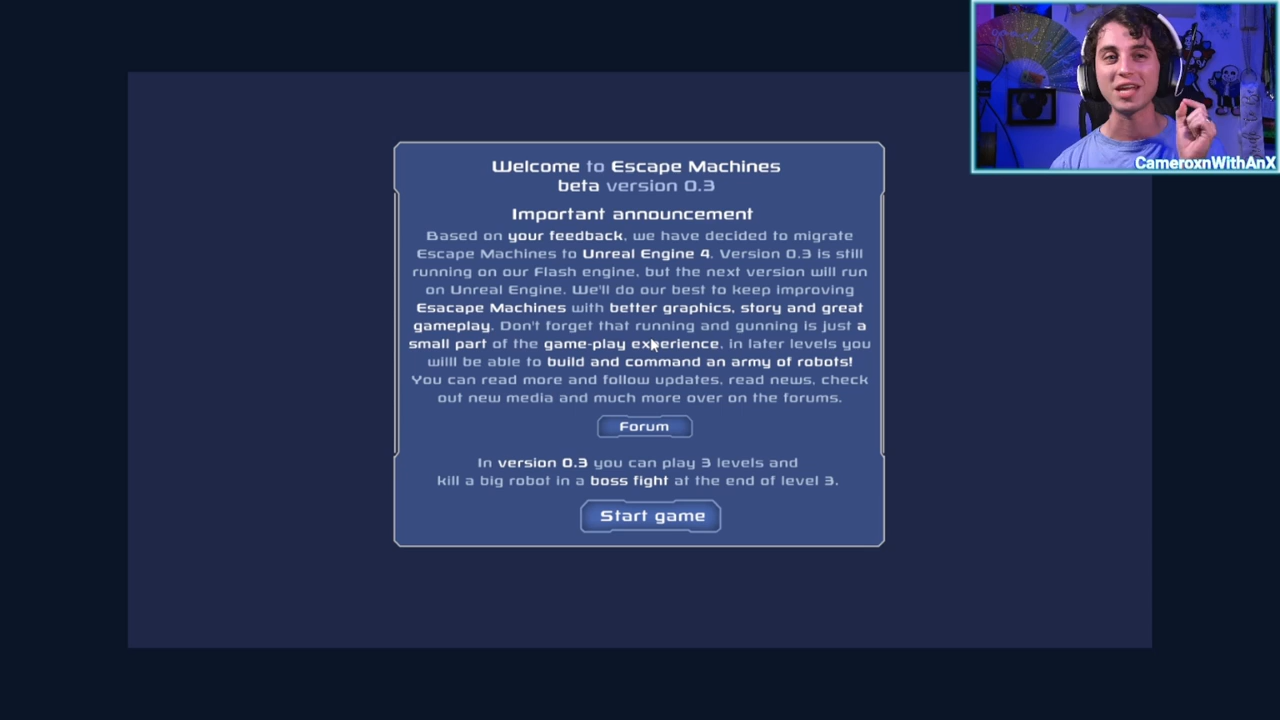 Welcome to Escape Machines
beta version 0.3
Important announcement
Based on your feedback, we have decided to migrate
Escape Machines to Unreal Engine 4. Version 0.3 is still
running on our Flash engine, but the next version will run
on Unreal Engine. We'll do our best to keep improving
Esacape Machines with better graphics, story and great
gameplay. Don't forget that running and gunning is just a
small part of the game-play experience, in later levels you
willl be able to build and command an army of robots!
You can read more and follow updates, read news, check
out new media and much more over on the forums.
Forum
In version 0.3 you can play 3 levels and
kill a big robot in a boss fight at the end of level 3.
Start game
CameroxnWithAnX